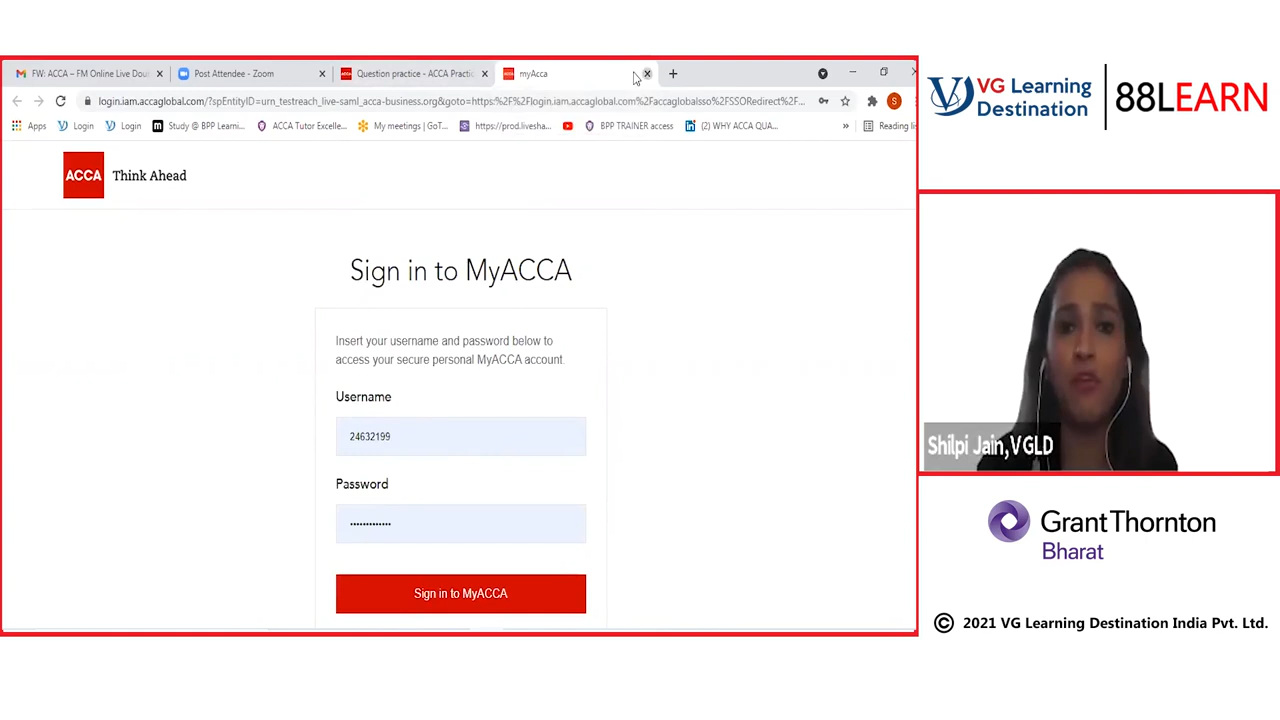 FW: ACCA – FM Online Live Dou
Post Attendee - Zoom
Question practice - ACCA Practic
myAcca
login.iam.accaglobal.com/?spEntityID=urn_testreach_live-saml_acca-business.org&goto=https:%2F%2Flogin.iam.accaglobal.com%2Faccaglobalsso%2FSSORedirect%2F...
Apps
Login
Login
Study @ BPP Learni...
ACCA Tutor Excelle...
My meetings | GoT...
https://prod.livesha...
BPP TRAINER access
(2) WHY ACCA QUA...
»
Reading lis
ACCA
Think Ahead
Sign in to MyACCA
Insert your username and password below to
access your secure personal MyACCA account.
Username
24632199
Password
•••••••••••••
Sign in to MyACCA
VG Learning
Destination
88LEARN
Shilpi Jain,VGLD
Grant Thornton
Bharat
© 2021 VG Learning Destination India Pvt. Ltd.